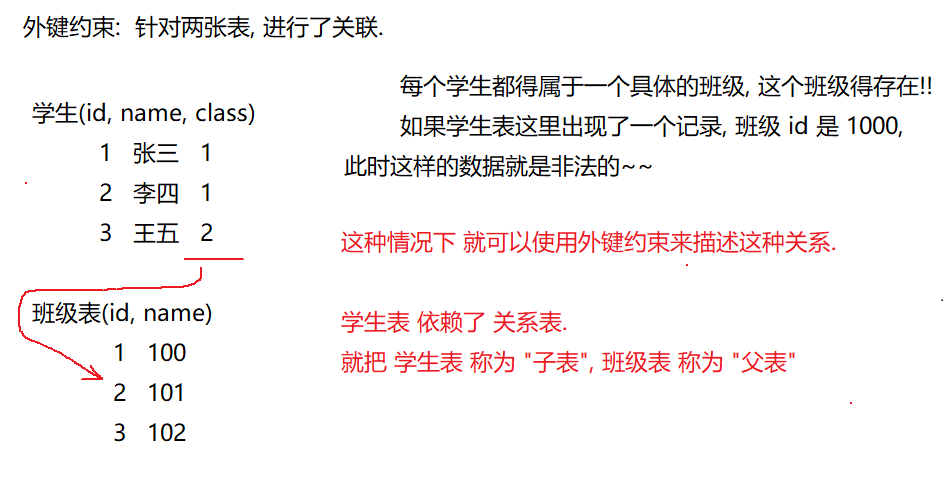 外键约束: 针对两张表, 进行了关联.
学生(id, name, class)
1 张三 1
2 李四 1
3 王五 2
班级表(id, name)
1 100
2 101
3 102
每个学生都得属于一个具体的班级, 这个班级得存在!!
如果学生表这里出现了一个记录, 班级 id 是 1000,
此时这样的数据就是非法的~~
这种情况下 就可以使用外键约束来描述这种关系.
学生表 依赖了 关系表.
就把 学生表 称为 "子表", 班级表 称为 "父表"